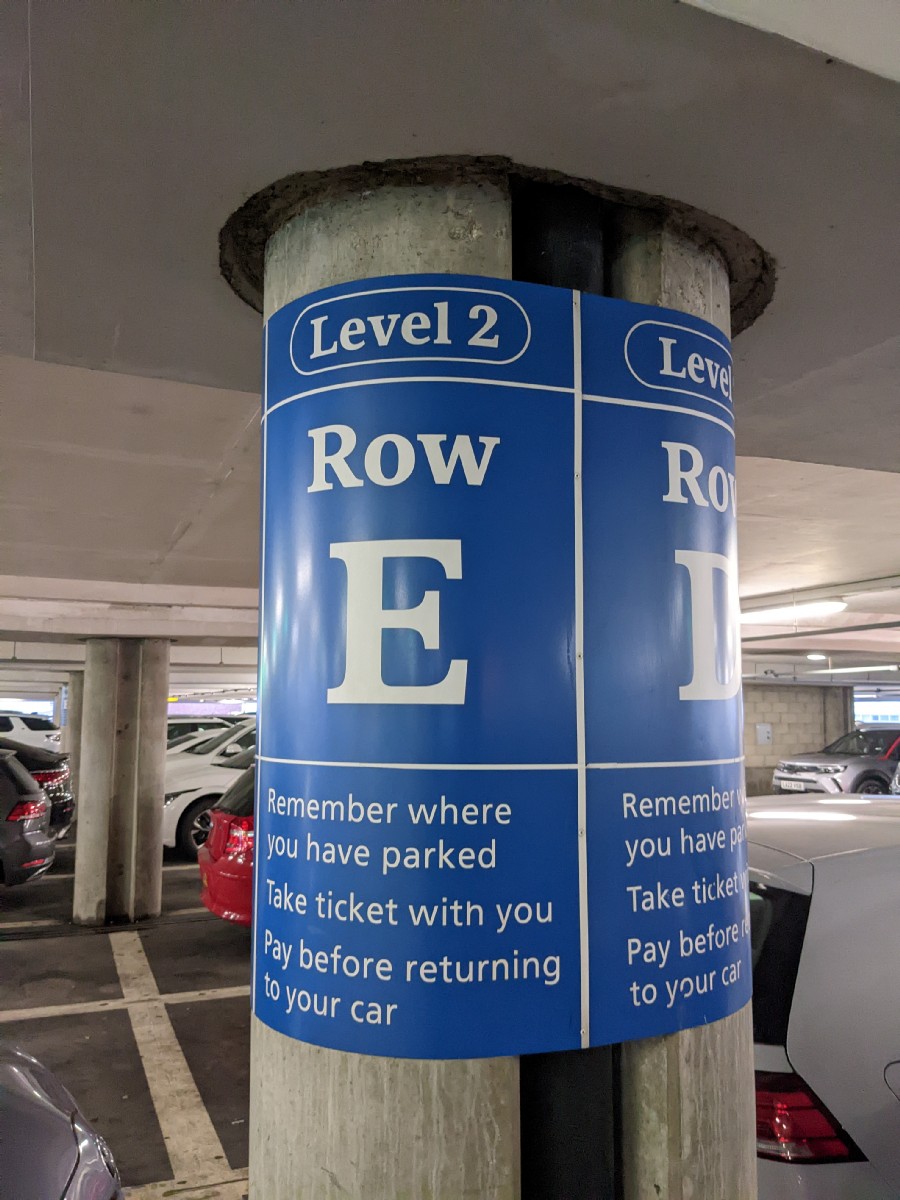 Level 2
Row
E
Remember where
you have parked
Take ticket with you
Pay before returning
to your car
Level
Row
D
Remember
you have
Take ticket
Pay before
to your car